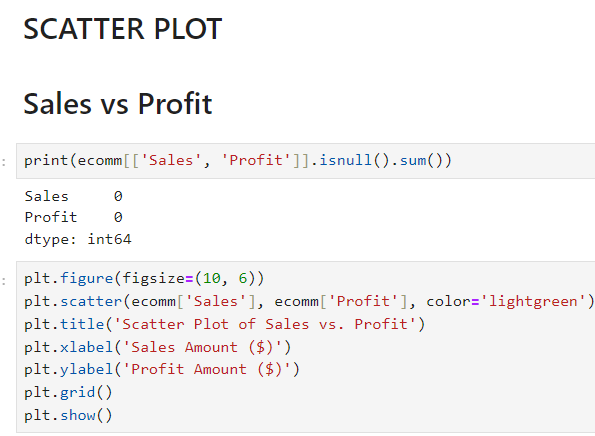 SCATTER PLOT
Sales vs Profit
: print(ecomm[['Sales', 'Profit']].isnull().sum())
Sales     0
Profit    0
dtype: int64
: plt.figure(figsize=(10, 6))
plt.scatter(ecomm['Sales'], ecomm['Profit'], color='lightgreen')
plt.title('Scatter Plot of Sales vs. Profit')
plt.xlabel('Sales Amount ($)')
plt.ylabel('Profit Amount ($)')
plt.grid()
plt.show()